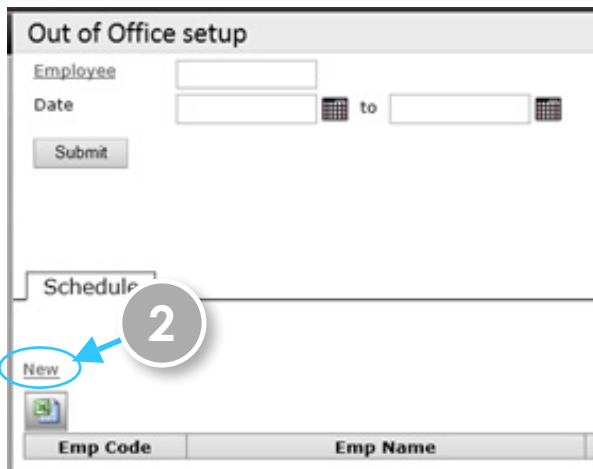 Out of Office setup
Employee
Date to
Submit
Schedule
2
New
Emp Code Emp Name